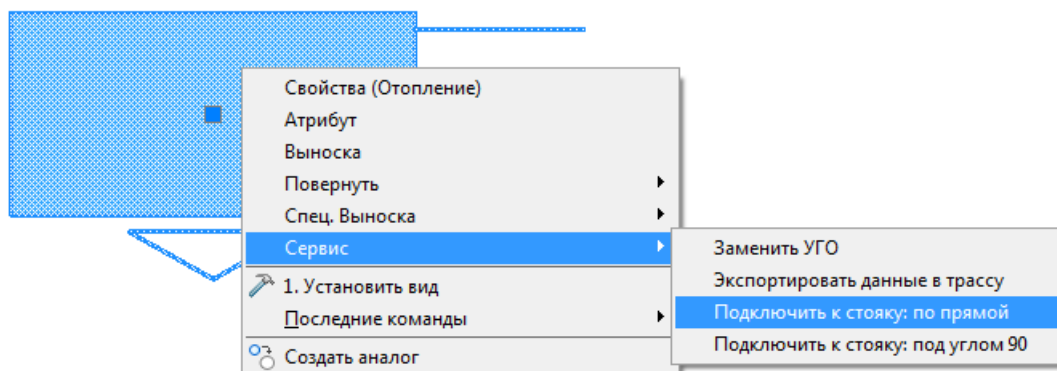 Свойства (Отопление)
Атрибут
Выноска
Повернуть
Спец. Выноска
Сервис
1. Установить вид
Последние команды
Создать аналог
Заменить УГО
Экспортировать данные в трассу
Подключить к стояку: по прямой
Подключить к стояку: под углом 90